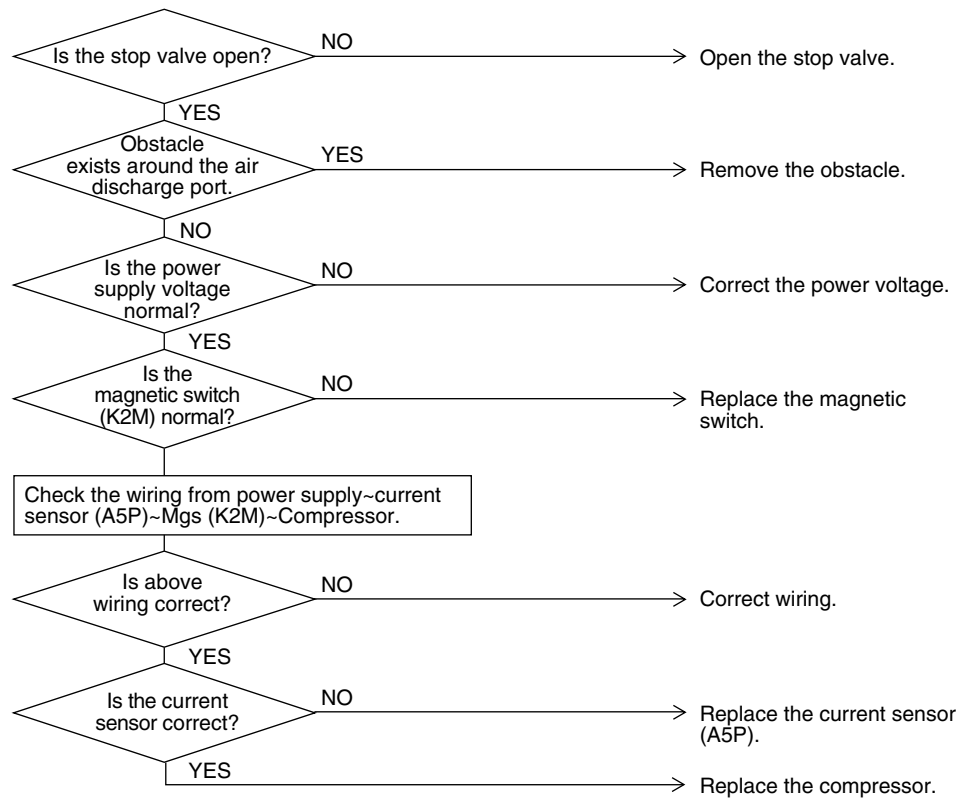 Is the stop valve open?
NO
Open the stop valve.
YES
Obstacle
exists around the air
discharge port.
YES
Remove the obstacle.
NO
Is the power
supply voltage
normal?
NO
Correct the power voltage.
YES
Is the
magnetic switch
(K2M) normal?
NO
Replace the magnetic
switch.
Check the wiring from power supply~current
sensor (A5P)~Mgs (K2M)~Compressor.
Is above
wiring correct?
NO
Correct wiring.
YES
Is the current
sensor correct?
NO
Replace the current sensor
(A5P).
YES
Replace the compressor.